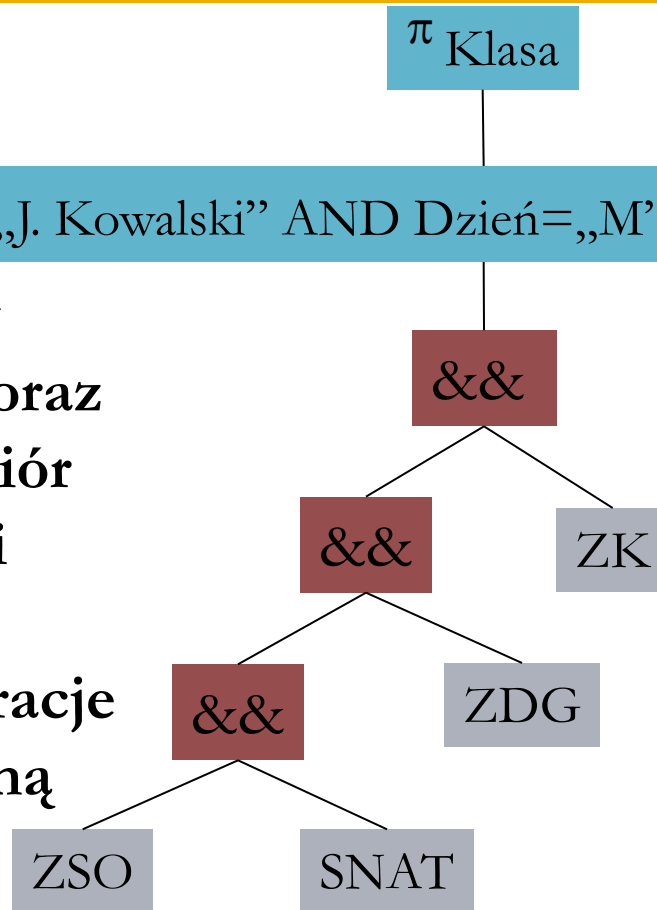 π Klasa
„J. Kowalski” AND Dzień=„M’
&&
oraz
iór
&&
ZK
i
racje
&&
ZDG
ną
ZSO
SNAT